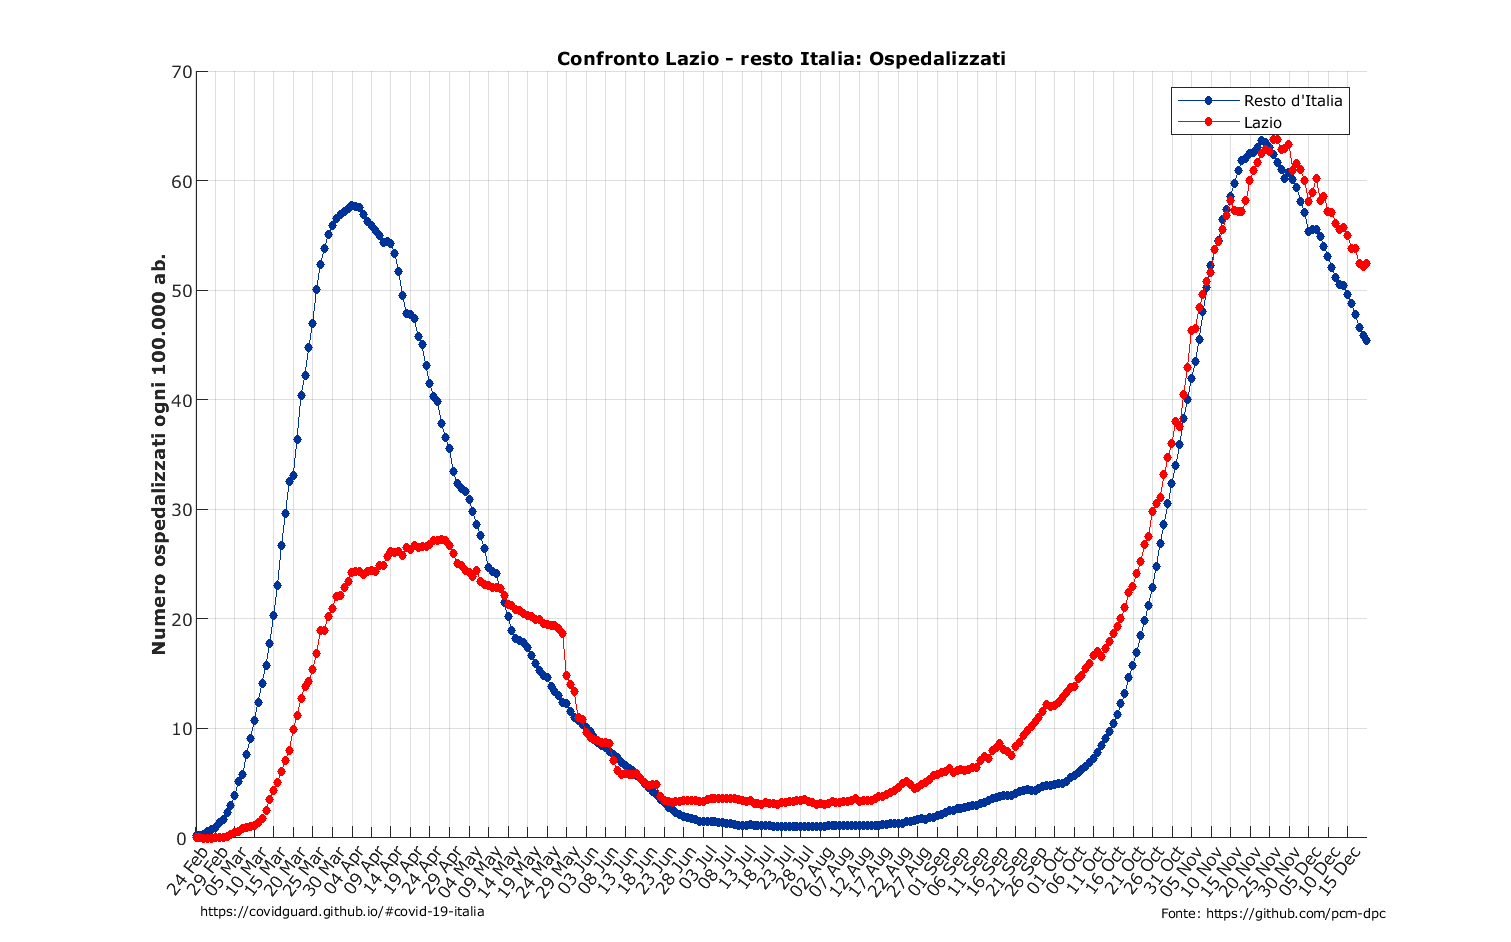 Confronto Lazio - resto Italia: Ospedalizzati
Resto d'Italia
Lazio
Numero ospedalizzati ogni 100.000 ab.
70
60
50
40
30
20
10
0
24 Feb
29 Feb
05 Mar
10 Mar
15 Mar
20 Mar
25 Mar
30 Mar
04 Apr
09 Apr
14 Apr
19 Apr
24 Apr
29 Apr
04 May
09 May
14 May
19 May
24 May
29 May
03 Jun
08 Jun
13 Jun
18 Jun
23 Jun
28 Jun
03 Jul
08 Jul
13 Jul
18 Jul
23 Jul
28 Jul
02 Aug
07 Aug
12 Aug
17 Aug
22 Aug
27 Aug
01 Sep
06 Sep
11 Sep
16 Sep
21 Sep
26 Sep
01 Oct
06 Oct
11 Oct
16 Oct
21 Oct
26 Oct
31 Oct
05 Nov
10 Nov
15 Nov
20 Nov
25 Nov
30 Nov
05 Dec
10 Dec
15 Dec
https://covidguard.github.io/#covid-19-italia
Fonte: https://github.com/pcm-dpc